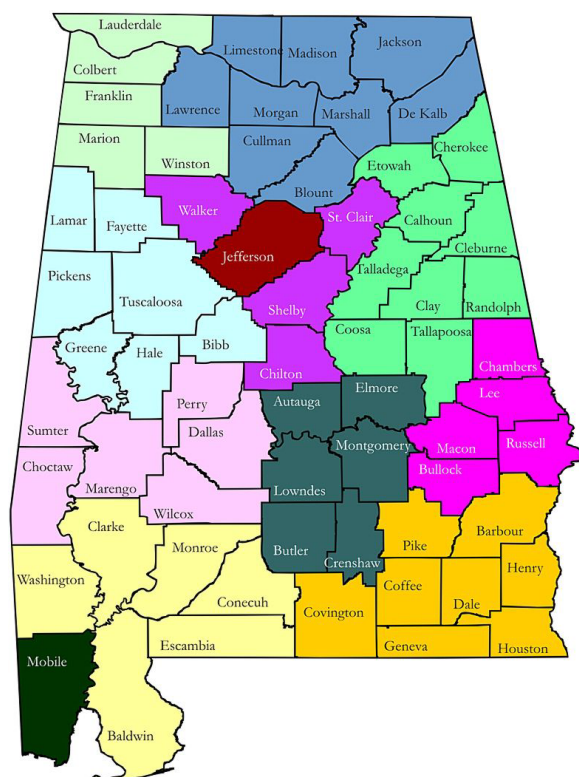 Lauderdale
Limestone
Madison
Jackson
Colbert
Franklin
Lawrence
Morgan
Marshall
De Kalb
Marion
Winston
Cullman
Blount
Etowah
Cherokee
Lamar
Fayette
Walker
St. Clair
Calhoun
Cleburne
Jefferson
Talladega
Pickens
Tuscaloosa
Shelby
Clay
Randolph
Greene
Hale
Bibb
Coosa
Tallapoosa
Chilton
Chambers
Sumter
Perry
Autauga
Elmore
Lee
Choctaw
Marengo
Dallas
Montgomery
Macon
Russell
Lowndes
Bullock
Wilcox
Clarke
Monroe
Butler
Crenshaw
Pike
Barbour
Washington
Conecuh
Covington
Coffee
Dale
Henry
Mobile
Escambia
Geneva
Houston
Baldwin